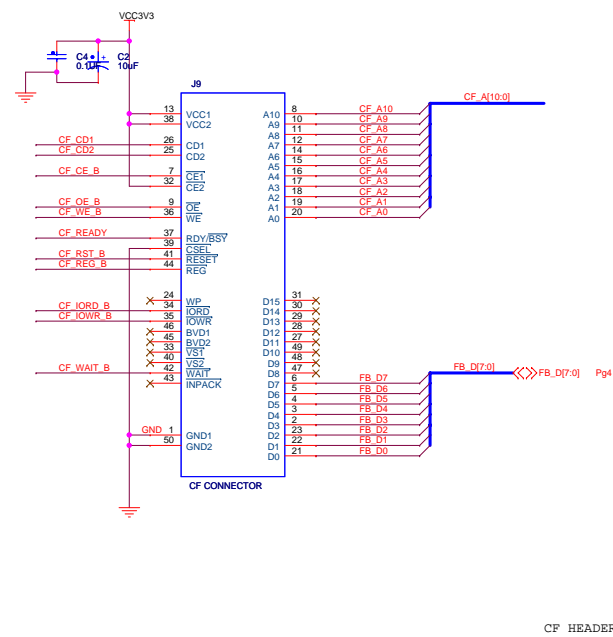 VCC3V3
C4
0.1UF
C2
10uF
J9
CF_A[10:0]
13 VCC1 A10 8 CF_A10
38 VCC2 A9 10 CF_A9
A8 11 CF_A8
CF_CD1 26 CD1 A7 12 CF_A7
CF_CD2 25 CD2 A6 14 CF_A6
A5 15 CF_A5
CF_CE_B 7 CE1 A4 16 CF_A4
32 CE2 A3 17 CF_A3
A2 18 CF_A2
CF_OE_B 9 OE A1 19 CF_A1
CF_WE_B 36 WE A0 20 CF_A0
CF_READY 37 RDY/BSY
39 CSEL
CF_RST_B 41 RESET
CF_REG_B 44 REG
24 WP D15 31
CF_IORD_B 34 IORD D14 30
CF_IOWR_B 35 IOWR D13 29
46 BVD1 D12 28
45 BVD2 D11 27
33 VS1 D10 49
40 VS2 D9 48
CF_WAIT_B 42 WAIT D8 47
FB_D[7:0] FB_D[7:0] Pg4
43 INPACK D7 6 FB_D7
D6 5 FB_D6
D5 4 FB_D5
D4 3 FB_D4
D3 2 FB_D3
GND 1 GND1 D2 23 FB_D2
50 GND2 D1 22 FB_D1
D0 21 FB_D0
CF CONNECTOR
CF HEADER